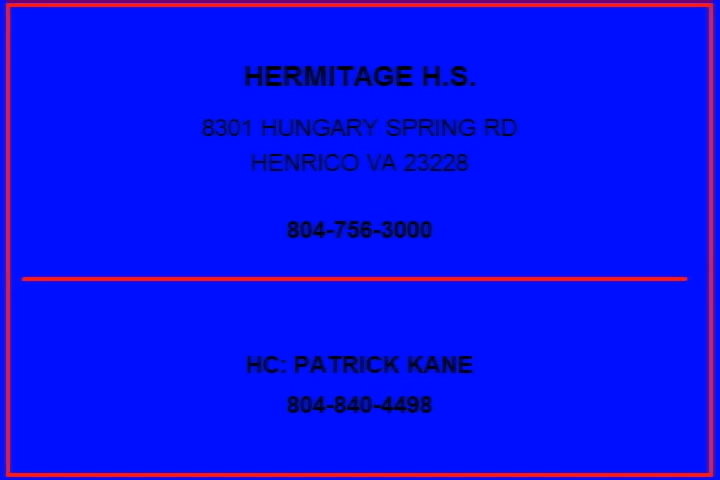 HERMITAGE H.S.
8301 HUNGARY SPRING RD
HENRICO VA 23228
804-756-3000
HC: PATRICK KANE
804-840-4498